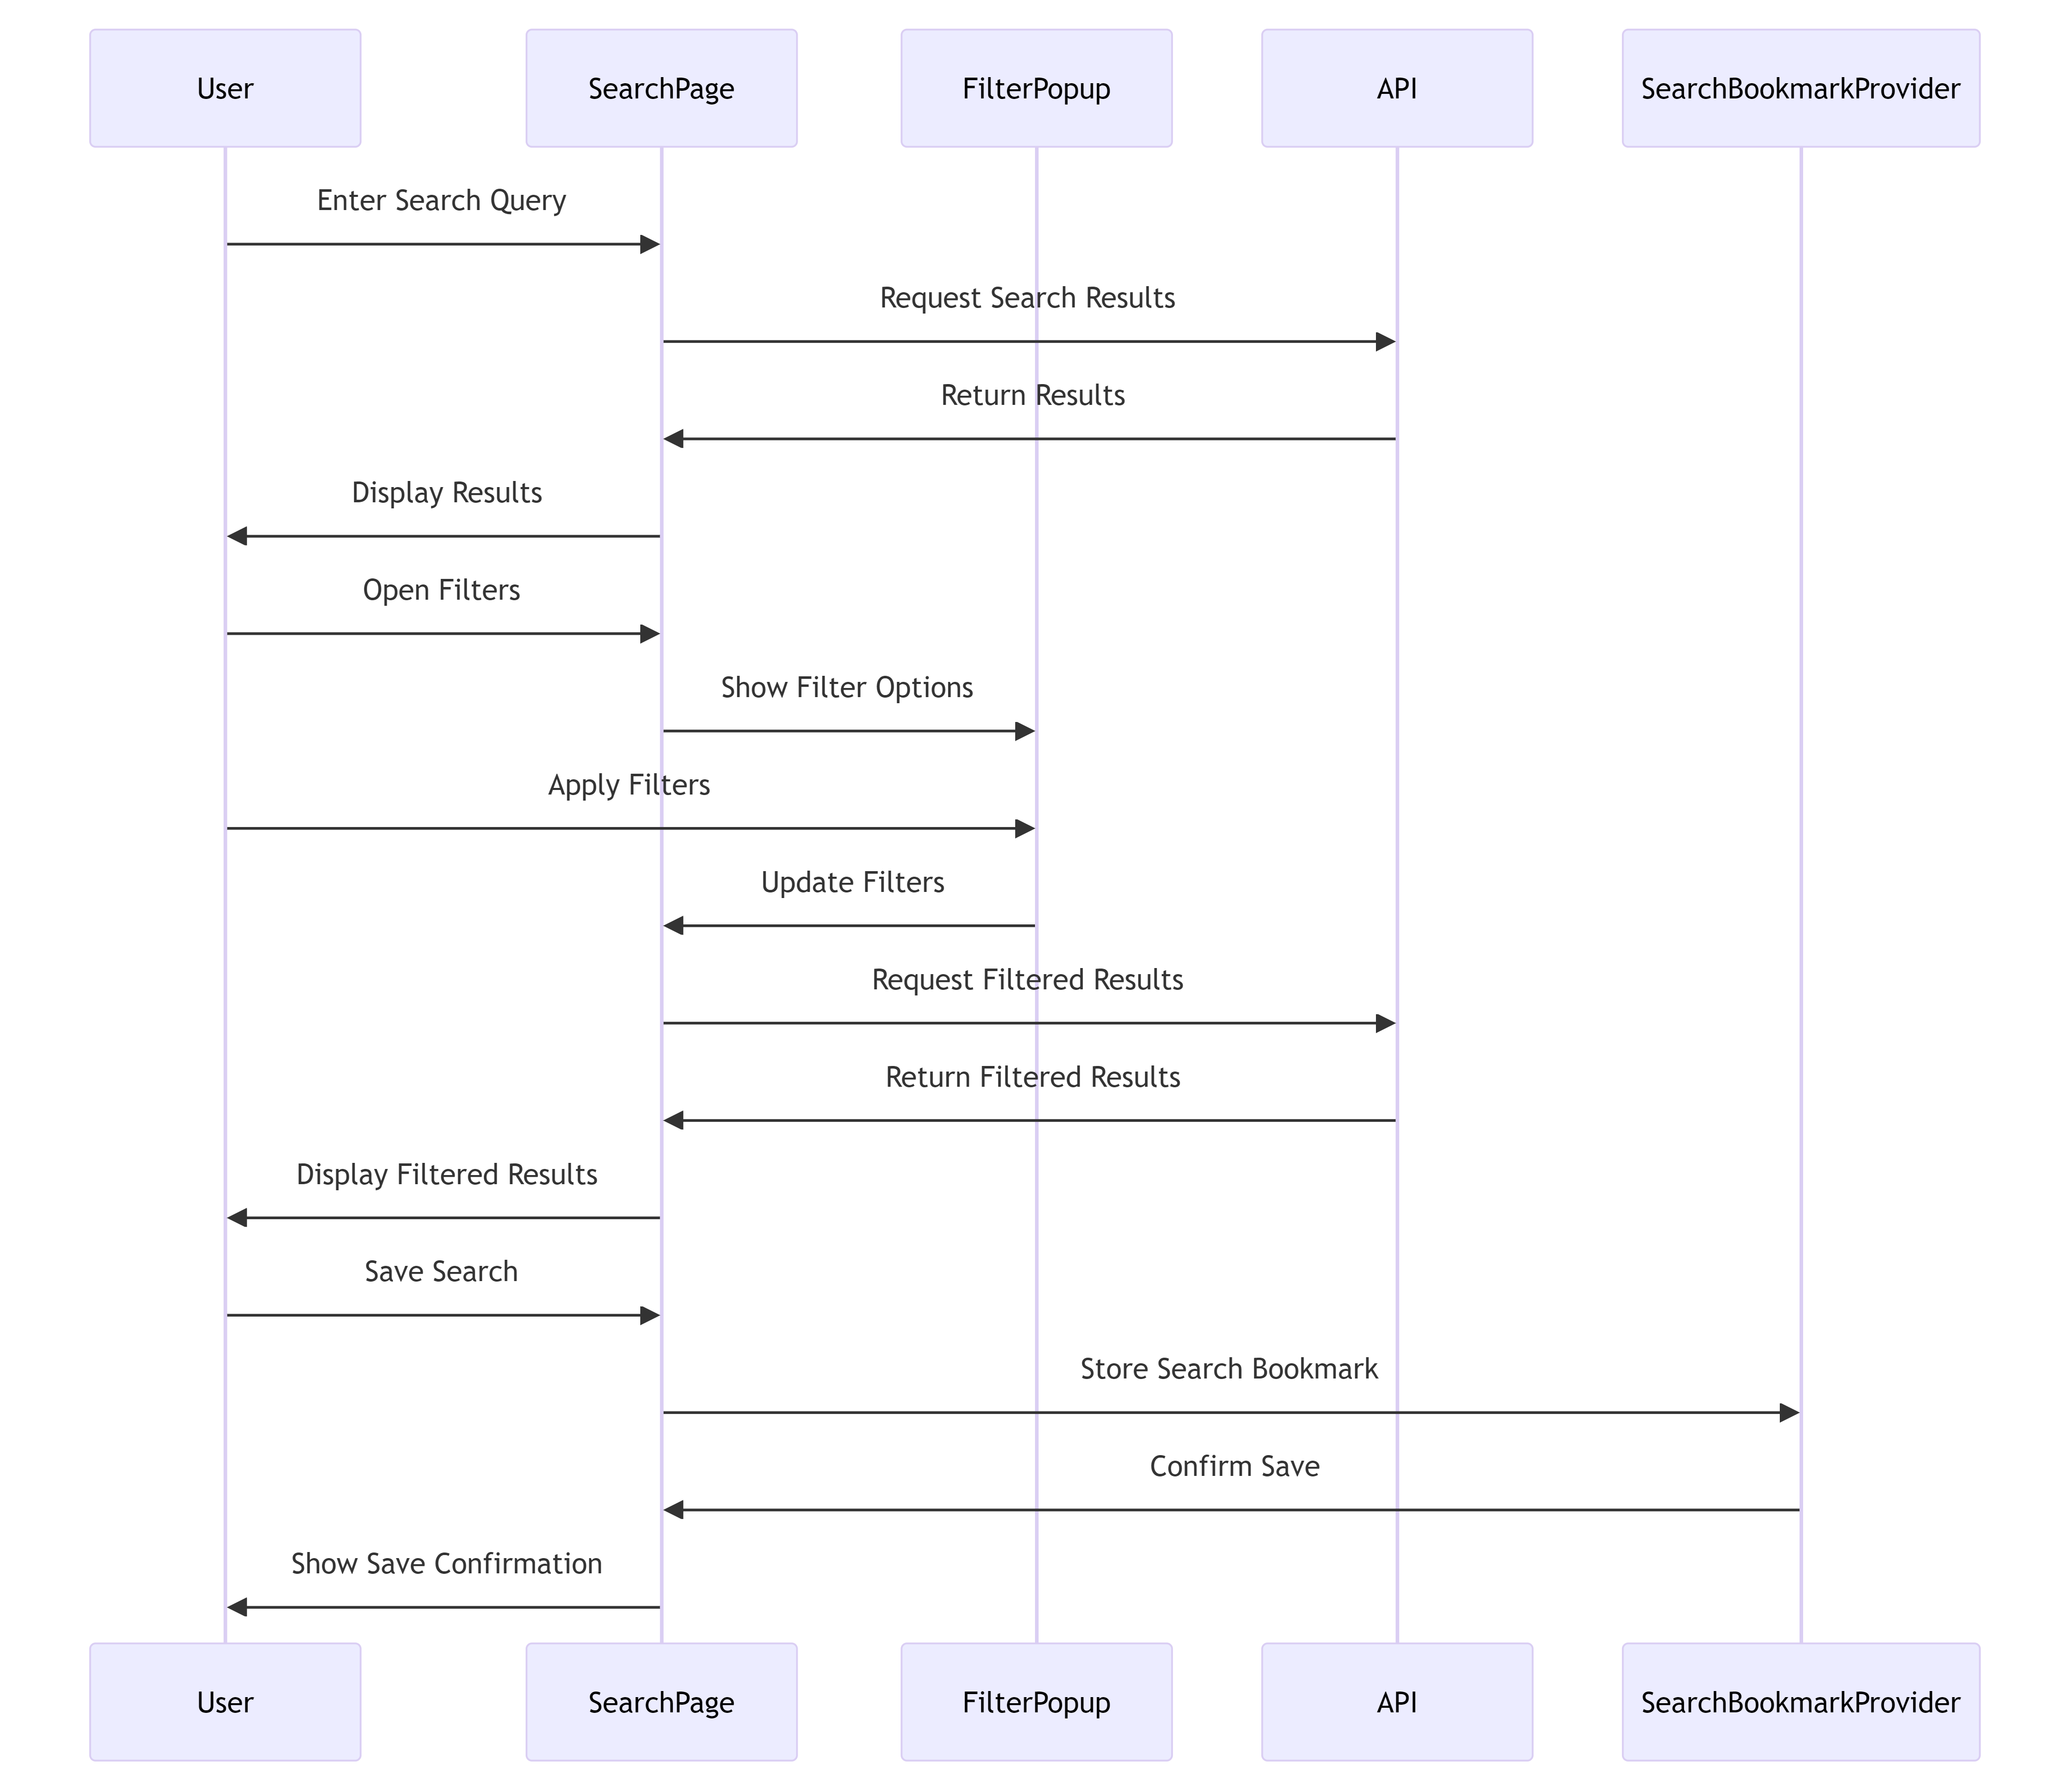 User
SearchPage
FilterPopup
API
SearchBookmarkProvider
Enter Search Query
Request Search Results
Return Results
Display Results
Open Filters
Show Filter Options
Apply Filters
Update Filters
Request Filtered Results
Return Filtered Results
Display Filtered Results
Save Search
Store Search Bookmark
Confirm Save
Show Save Confirmation
User
SearchPage
FilterPopup
API
SearchBookmarkProvider